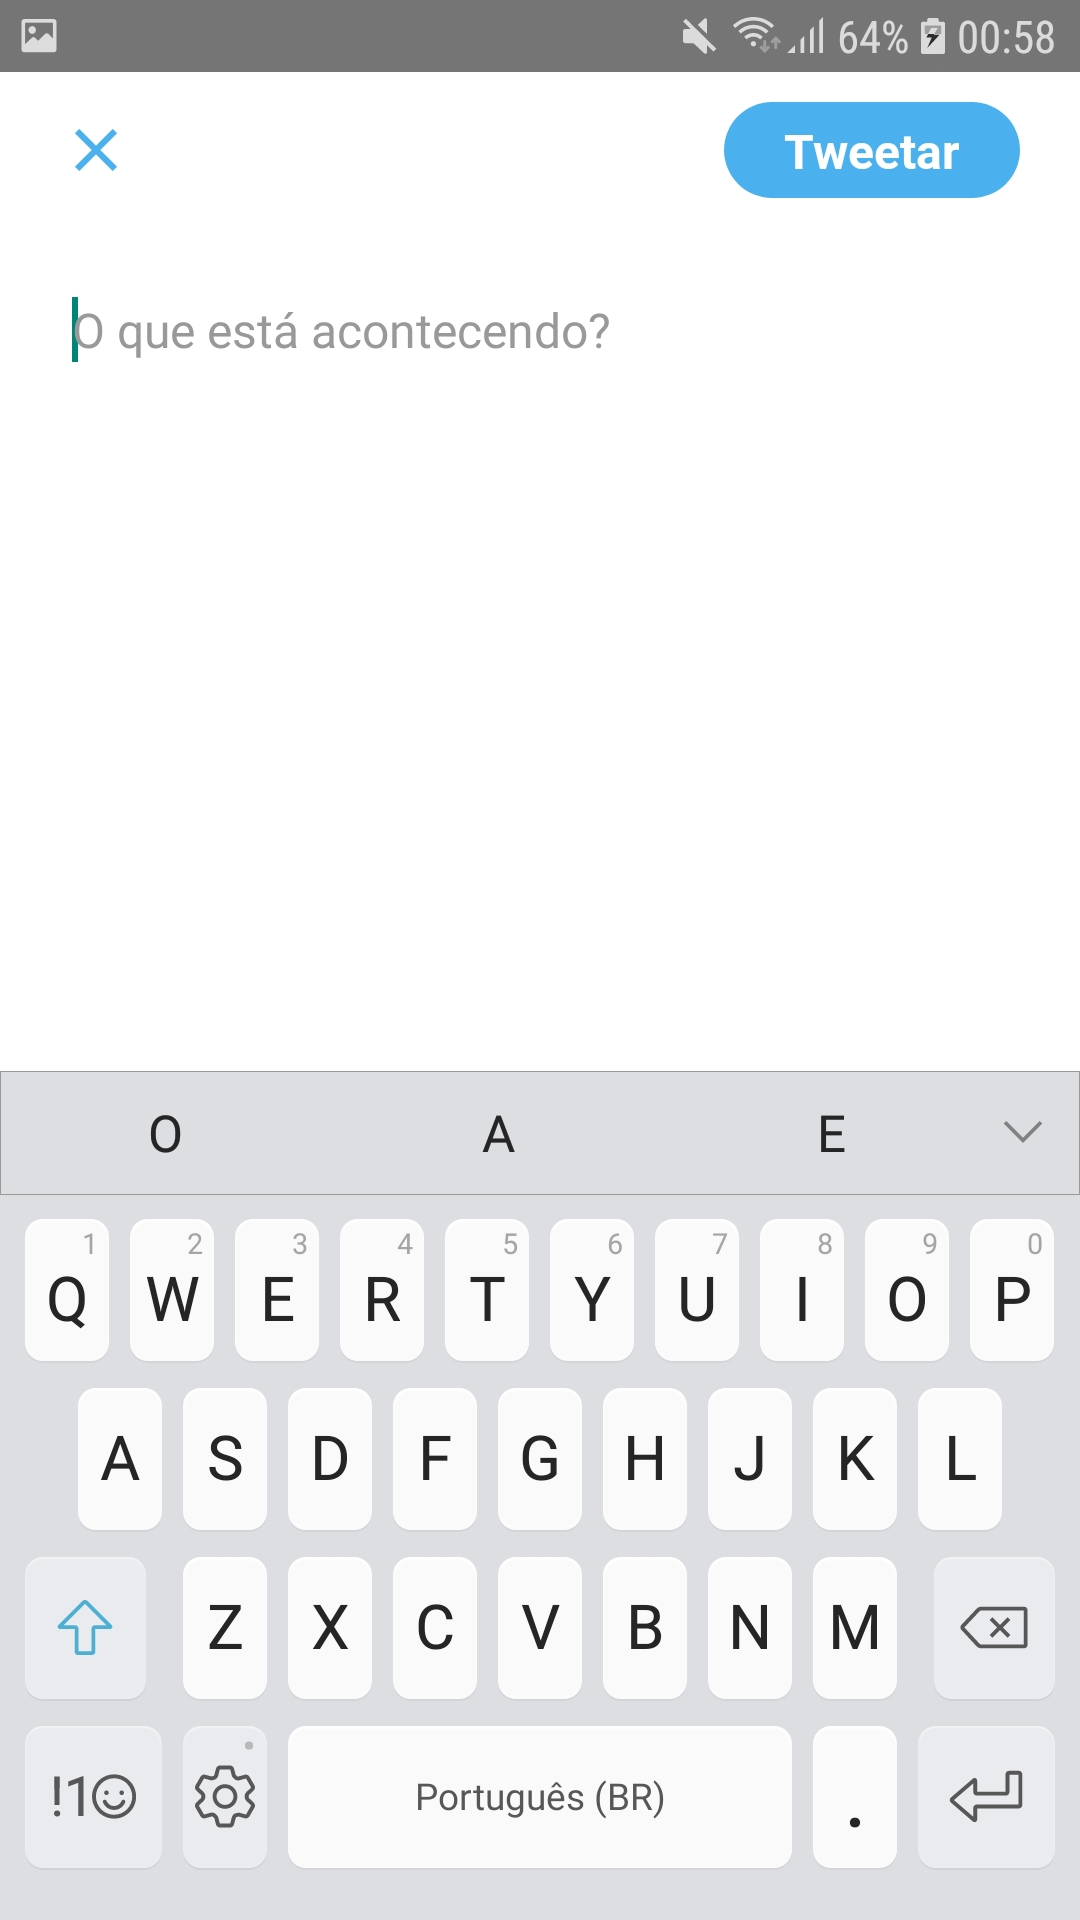 64% 00:58
Tweetar
O que está acontecendo?
O A E
1 2 3 4 5 6 7 8 9 0
Q W E R T Y U I O P
A S D F G H J K L
Z X C V B N M
!1☺ Português (BR) .